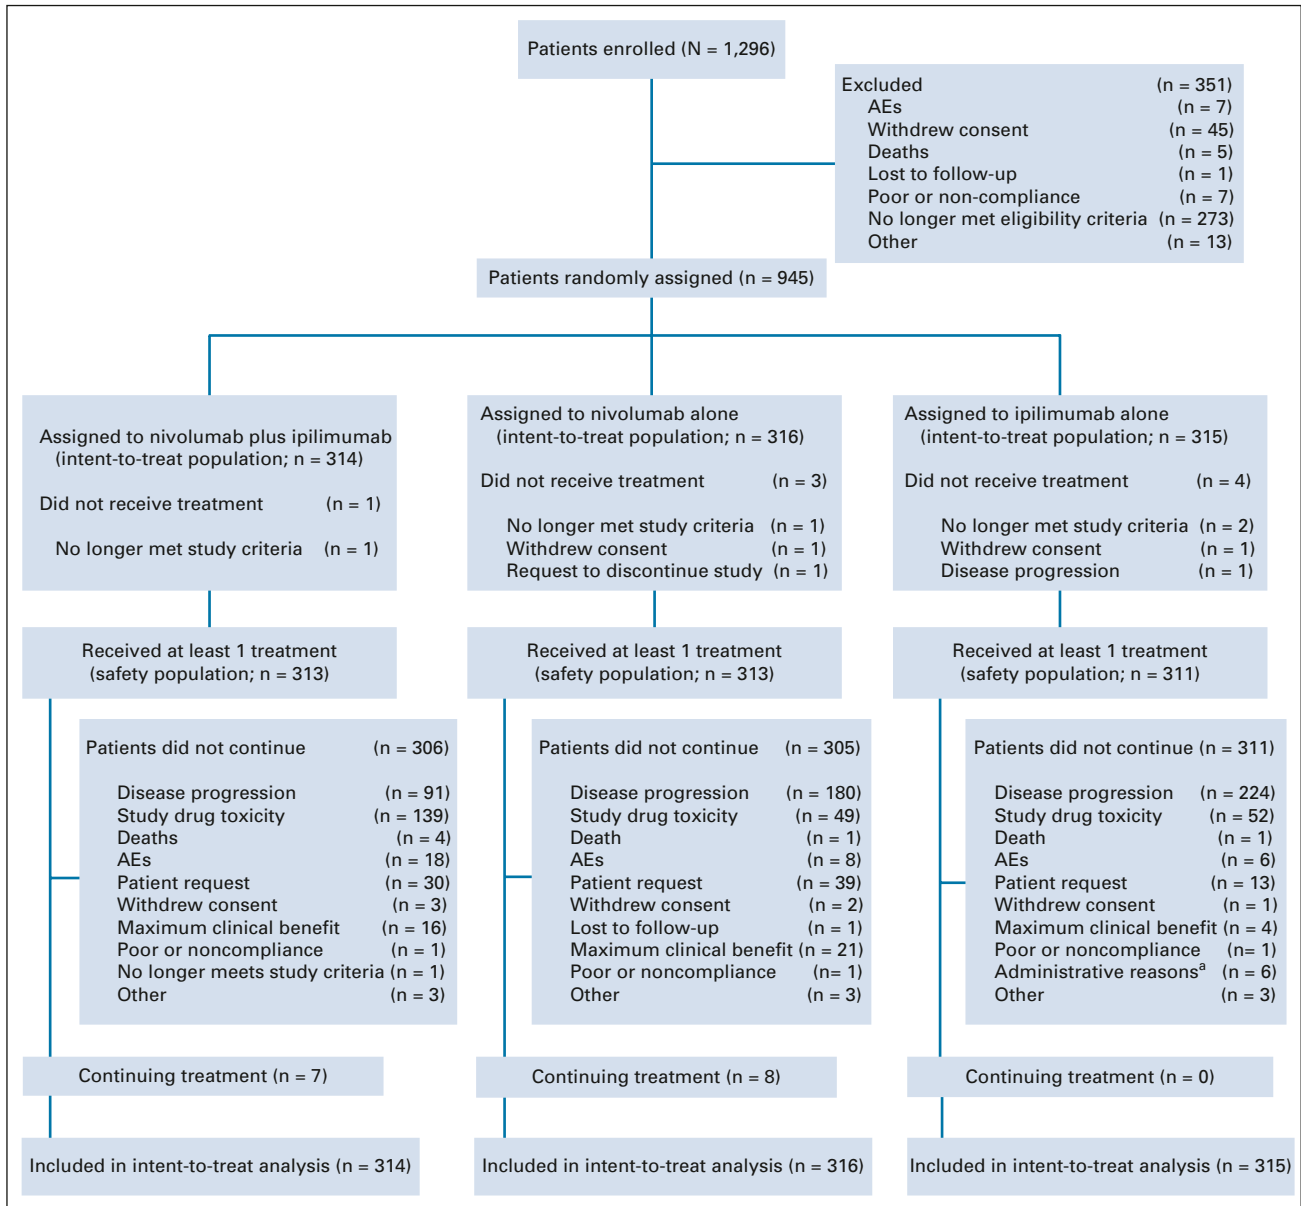 Patients enrolled (N = 1,296)
Excluded (n = 351)
AEs (n = 7)
Withdrew consent (n = 45)
Deaths (n = 5)
Lost to follow-up (n = 1)
Poor or non-compliance (n = 7)
No longer met eligibility criteria (n = 273)
Other (n = 13)
Patients randomly assigned (n = 945)
Assigned to nivolumab plus ipilimumab
(intent-to-treat population; n = 314)
Did not receive treatment (n = 1)
No longer met study criteria (n = 1)
Assigned to nivolumab alone
(intent-to-treat population; n = 316)
Did not receive treatment (n = 3)
No longer met study criteria (n = 1)
Withdrew consent (n = 1)
Request to discontinue study (n = 1)
Assigned to ipilimumab alone
(intent-to-treat population; n = 315)
Did not receive treatment (n = 4)
No longer met study criteria (n = 2)
Withdrew consent (n = 1)
Disease progression (n = 1)
Received at least 1 treatment
(safety population; n = 313)
Received at least 1 treatment
(safety population; n = 313)
Received at least 1 treatment
(safety population; n = 311)
Patients did not continue (n = 306)
Disease progression (n = 91)
Study drug toxicity (n = 139)
Deaths (n = 4)
AEs (n = 18)
Patient request (n = 30)
Withdrew consent (n = 3)
Maximum clinical benefit (n = 16)
Poor or noncompliance (n = 1)
No longer meets study criteria (n = 1)
Other (n = 3)
Patients did not continue (n = 305)
Disease progression (n = 180)
Study drug toxicity (n = 49)
Death (n = 1)
AEs (n = 8)
Patient request (n = 39)
Withdrew consent (n = 2)
Lost to follow-up (n = 1)
Maximum clinical benefit (n = 21)
Poor or noncompliance (n= 1)
Other (n = 3)
Patients did not continue (n = 311)
Disease progression (n = 224)
Study drug toxicity (n = 52)
Death (n = 1)
AEs (n = 6)
Patient request (n = 13)
Withdrew consent (n = 1)
Maximum clinical benefit (n = 4)
Poor or noncompliance (n= 1)
Administrative reasonsᵃ (n = 6)
Other (n = 3)
Continuing treatment (n = 7)
Continuing treatment (n = 8)
Continuing treatment (n = 0)
Included in intent-to-treat analysis (n = 314)
Included in intent-to-treat analysis (n = 316)
Included in intent-to-treat analysis (n = 315)